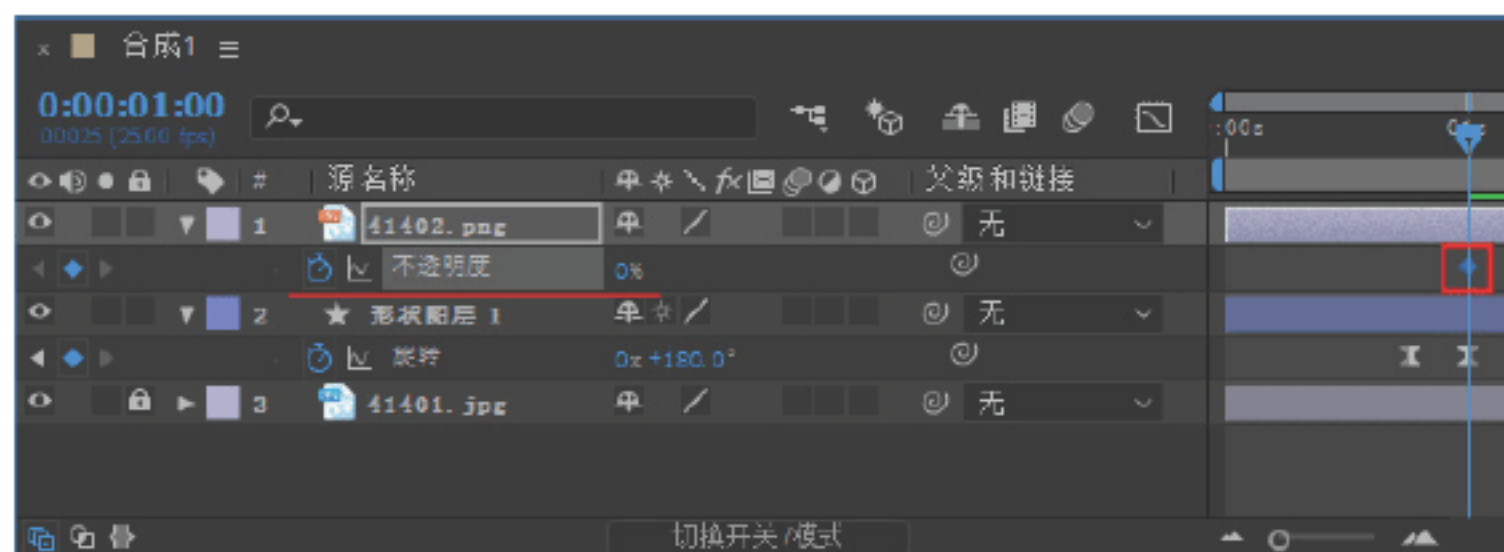 合成1
0:00:01:00
00025 (25.00 fps)
:00s
# 源名称 fx 父级和链接
1 41402.png 无
不透明度 0%
2 形状图层 1 无
旋转 0x +180.0°
3 41401.jpg 无
切换开关/模式